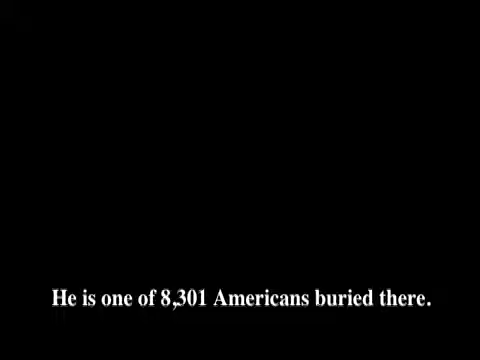 He is one of 8,301 Americans buried there.